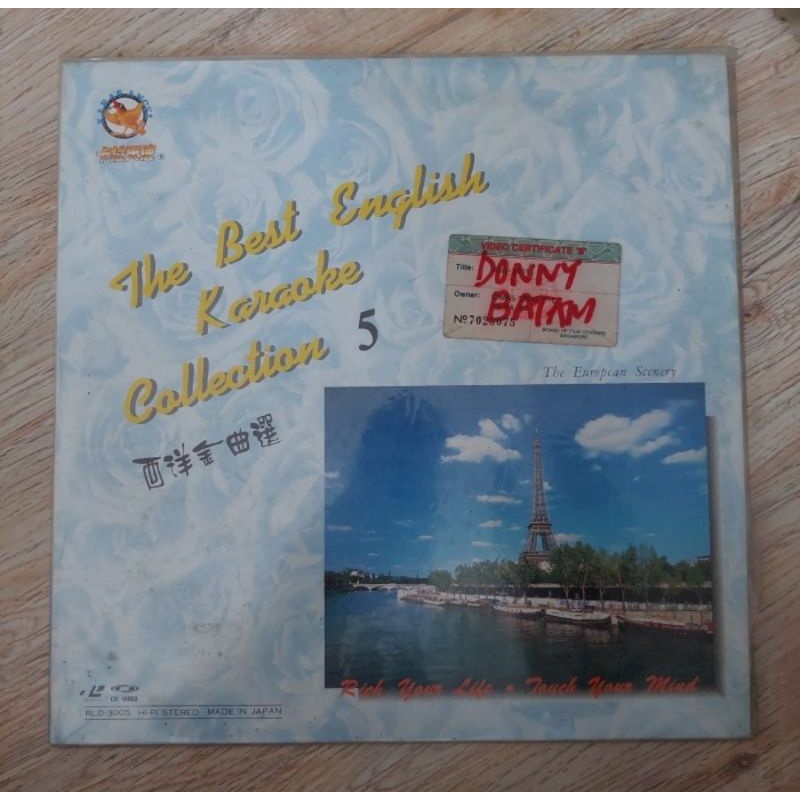 The Best English
Karaoke
Collection 5
西洋金曲選
VIDEO CERTIFICATE 'B'
Title: DONNY
Owner: BATAM
BOARD OF FILM CENSORS
SINGAPORE
The European Scenery
Rich Your Life • Touch Your Mind
CD VIDEO
RLD-3005 HI-FI STEREO MADE IN JAPAN